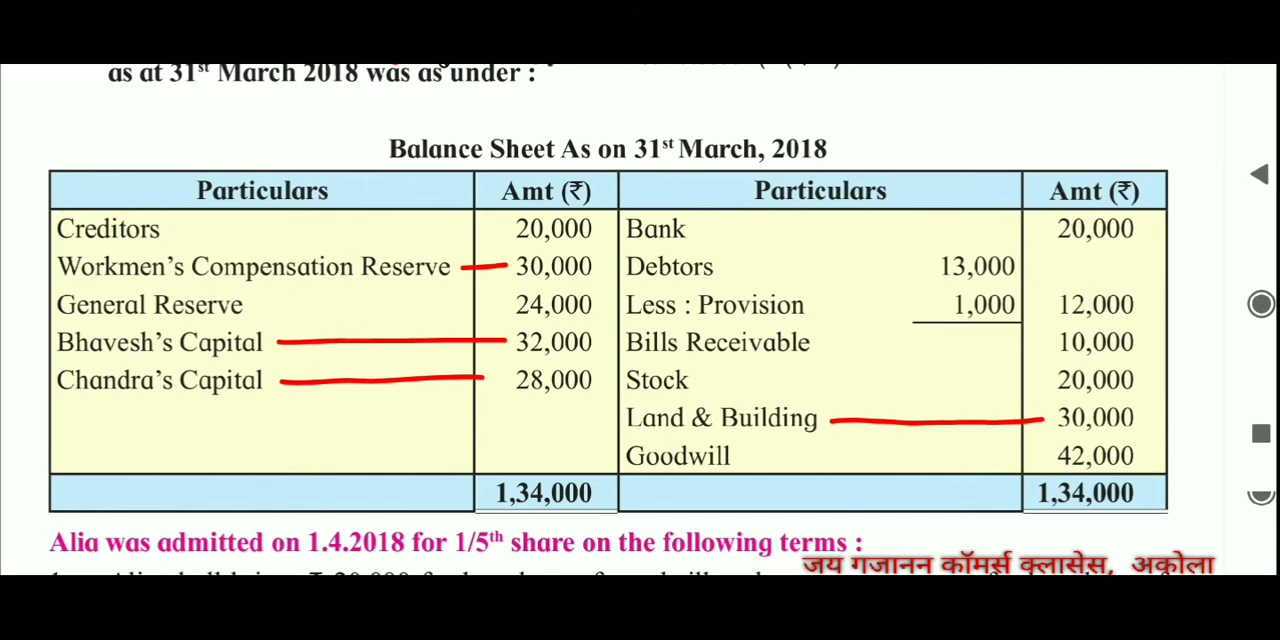 as at 31st March 2018 was as under :
Balance Sheet As on 31st March, 2018
Particulars Amt (₹) Particulars Amt (₹)
Creditors 20,000 Bank 20,000
Workmen's Compensation Reserve 30,000 Debtors 13,000
General Reserve 24,000 Less : Provision 1,000 12,000
Bhavesh's Capital 32,000 Bills Receivable 10,000
Chandra's Capital 28,000 Stock 20,000
Land & Building 30,000
Goodwill 42,000
1,34,000 1,34,000
Alia was admitted on 1.4.2018 for 1/5th share on the following terms :
जय गजानन कॉमर्स क्लासेस, अकोला